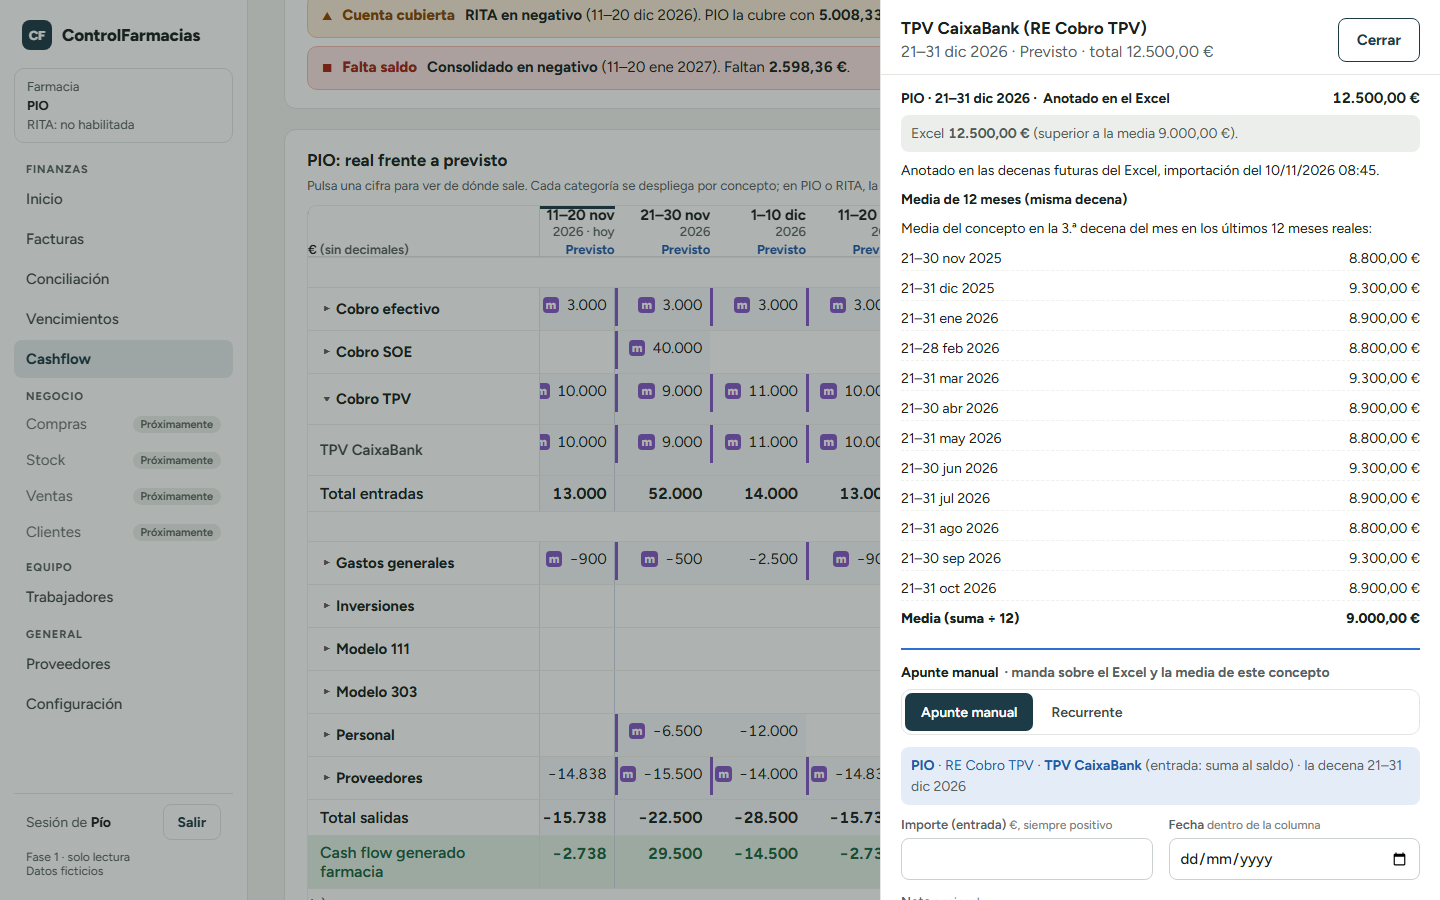 CF ControlFarmacias
Farmacia
PIO
RITA: no habilitada
FINANZAS
Inicio
Facturas
Conciliación
Vencimientos
Cashflow
NEGOCIO
Compras Próximamente
Stock Próximamente
Ventas Próximamente
Clientes Próximamente
EQUIPO
Trabajadores
GENERAL
Proveedores
Configuración
Sesión de Pío Salir
Fase 1 · solo lectura
Datos ficticios
Cuenta cubierta RITA en negativo (11–20 dic 2026). PIO la cubre con 5.008,33
Falta saldo Consolidado en negativo (11–20 ene 2027). Faltan 2.598,36 €.
PIO: real frente a previsto
Pulsa una cifra para ver de dónde sale. Cada categoría se despliega por concepto; en PIO o RITA, la
11–20 nov 21–30 nov 1–10 dic 11–20
2026 · hoy 2026 2026
€ (sin decimales) Previsto Previsto Previsto
Cobro efectivo m 3.000 m 3.000 m 3.000 m
Cobro SOE m 40.000
Cobro TPV m 10.000 m 9.000 m 11.000 m
TPV CaixaBank m 10.000 m 9.000 m 11.000 m
Total entradas 13.000 52.000 14.000
Gastos generales m −900 m −500 −2.500 m
Inversiones
Modelo 111
Modelo 303
Personal m −6.500 −12.000
Proveedores −14.838 m −15.500 m −14.000 m
Total salidas −15.738 −22.500 −28.500
Cash flow generado −2.738 29.500 −14.500
farmacia
TPV CaixaBank (RE Cobro TPV)
21–31 dic 2026 · Previsto · total 12.500,00 €
Cerrar
PIO · 21–31 dic 2026 · Anotado en el Excel 12.500,00 €
Excel 12.500,00 € (superior a la media 9.000,00 €).
Anotado en las decenas futuras del Excel, importación del 10/11/2026 08:45.
Media de 12 meses (misma decena)
Media del concepto en la 3.ª decena del mes en los últimos 12 meses reales:
21–30 nov 2025 8.800,00 €
21–31 dic 2025 9.300,00 €
21–31 ene 2026 8.900,00 €
21–28 feb 2026 8.800,00 €
21–31 mar 2026 9.300,00 €
21–30 abr 2026 8.900,00 €
21–31 may 2026 8.800,00 €
21–30 jun 2026 9.300,00 €
21–31 jul 2026 8.900,00 €
21–31 ago 2026 8.800,00 €
21–30 sep 2026 9.300,00 €
21–31 oct 2026 8.900,00 €
Media (suma ÷ 12) 9.000,00 €
Apunte manual · manda sobre el Excel y la media de este concepto
Apunte manual Recurrente
PIO · RE Cobro TPV · TPV CaixaBank (entrada: suma al saldo) · la decena 21–31
dic 2026
Importe (entrada) €, siempre positivo
Fecha dentro de la columna
dd/mm/yyyy